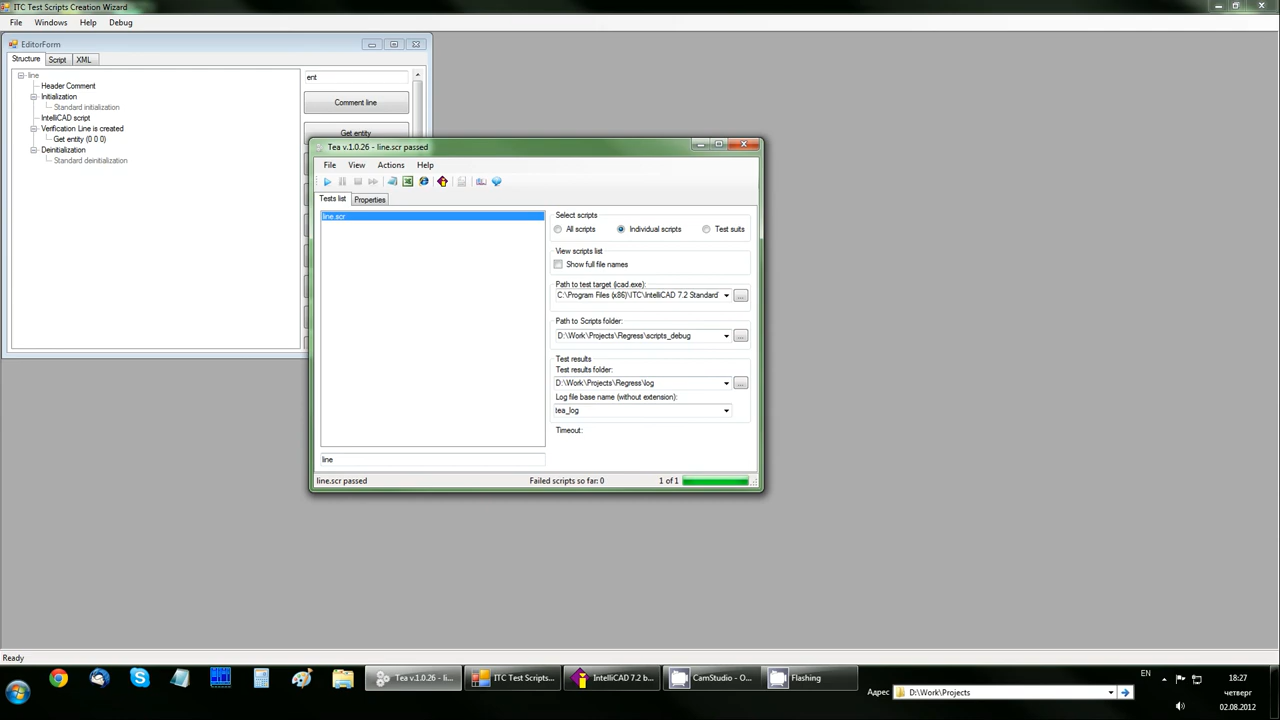 ITC Test Scripts Creation Wizard
File Windows Help Debug
EditorForm
Structure Script XML
line
Header Comment
Initialization
Standard initialization
IntelliCAD script
Verification Line is created
Get entity (0 0 0)
Deinitialization
Standard deinitialization
ent
Comment line
Get entity
Tea v.1.0.26 - line.scr passed
File View Actions Help
Tests list Properties
line.scr
Select scripts
All scripts Individual scripts Test suits
View scripts list
Show full file names
Path to test target (icad.exe):
C:\Program Files (x86)\ITC\IntelliCAD 7.2 Standard
...
Path to Scripts folder:
D:\Work\Projects\Regress\scripts_debug
...
Test results
Test results folder:
D:\Work\Projects\Regress\log
...
Log file base name (without extension):
tea_log
Timeout:
line
line.scr passed Failed scripts so far: 0 1 of 1
Ready
Tea v.1.0.26 - li...
ITC Test Scripts...
IntelliCAD 7.2 b...
CamStudio - O...
Flashing
Адрес
D:\Work\Projects
EN
18:27
четверг
02.08.2012